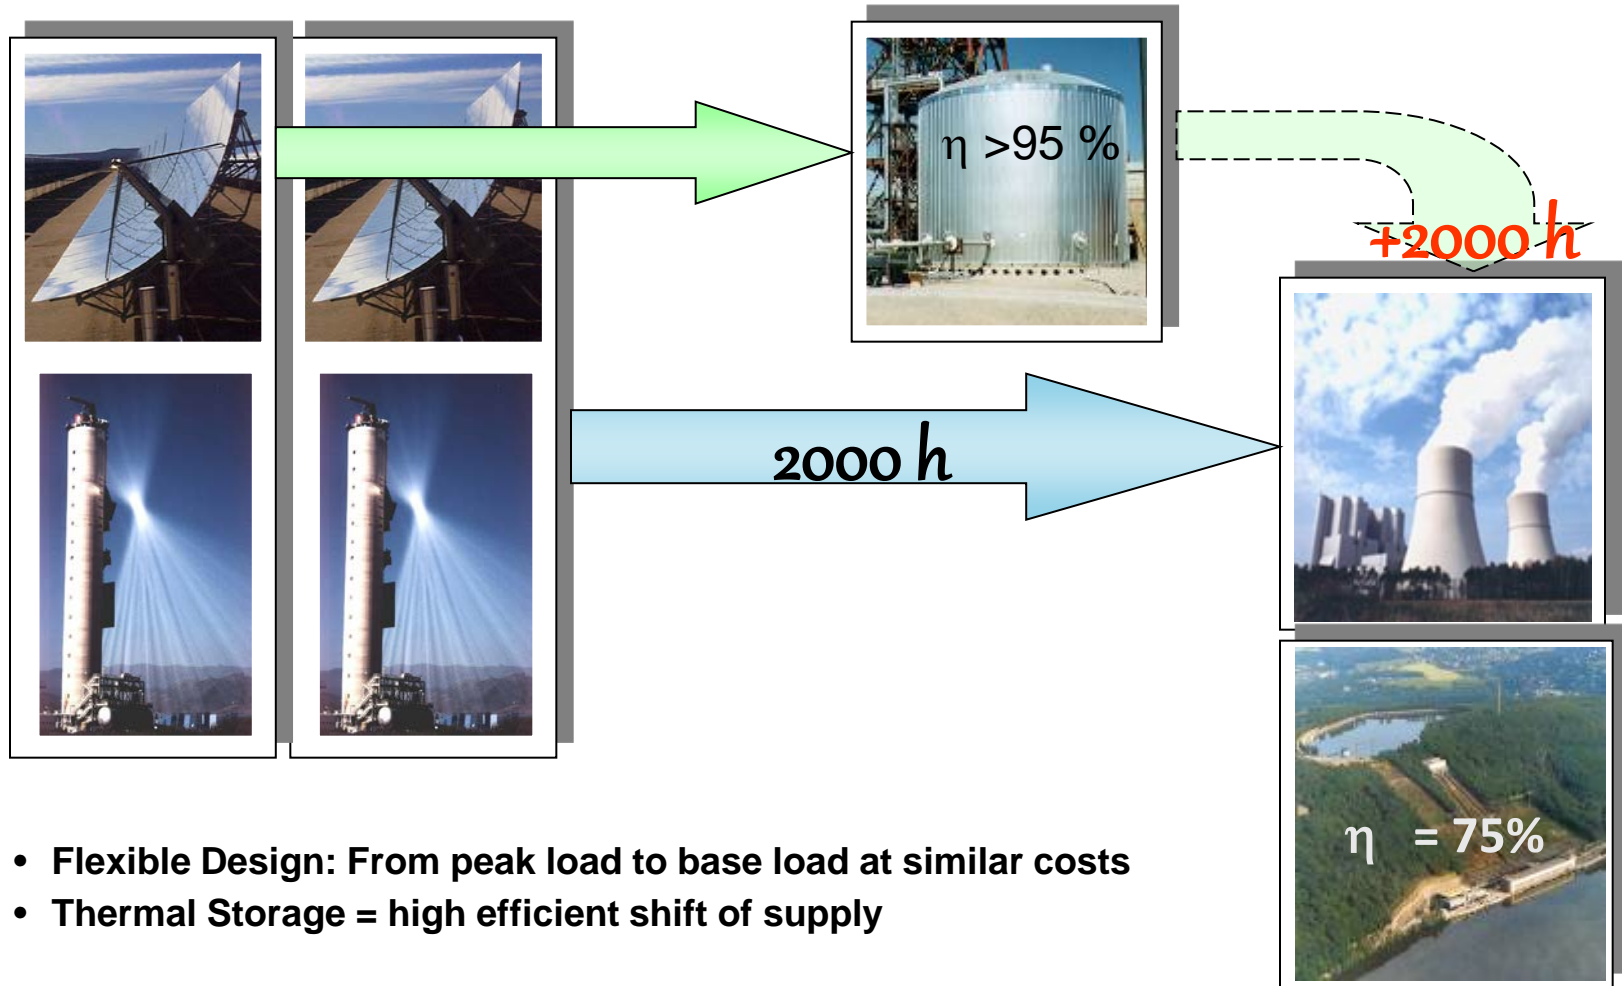 η >95 %
+2000 h
2000 h
η = 75%
• Flexible Design: From peak load to base load at similar costs
• Thermal Storage = high efficient shift of supply